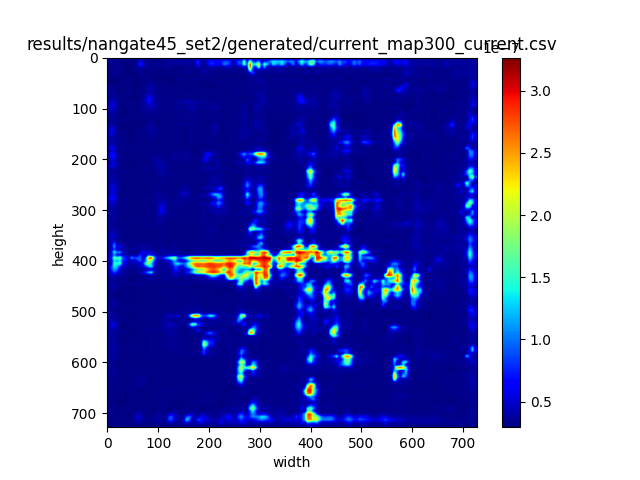 results/nangate45_set2/generated/current_map300_current.csv
1e−7
0
100
200
300
400
500
600
700
height
0 100 200 300 400 500 600 700
width
3.0
2.5
2.0
1.5
1.0
0.5